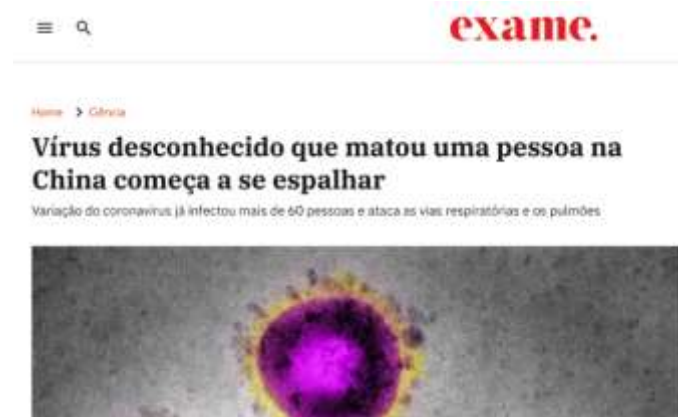 exame.
Home > Ciência
Vírus desconhecido que matou uma pessoa na
China começa a se espalhar
Variação do coronavírus já infectou mais de 60 pessoas e ataca as vias respiratórias e os pulmões